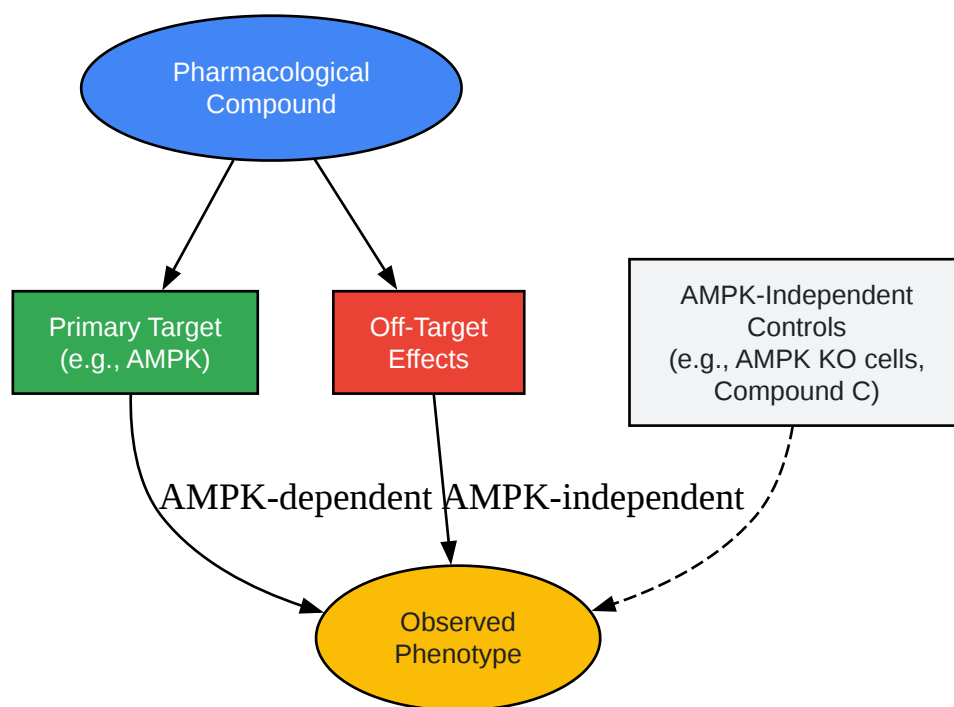 Pharmacological
Compound
Primary Target
(e.g., AMPK)
Off-Target
Effects
AMPK-Independent
Controls
(e.g., AMPK KO cells,
Compound C)
AMPK-dependent
AMPK-independent
Observed
Phenotype